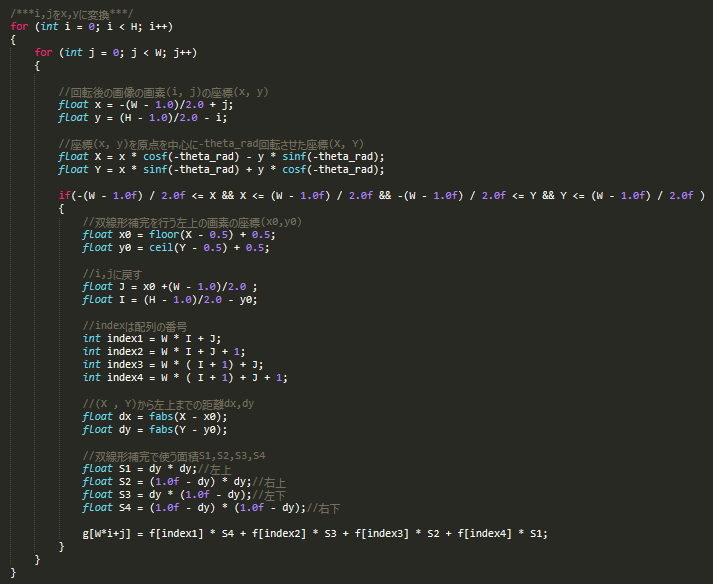 /***i,jをx,yに変換***/
for (int i = 0; i < H; i++)
{
for (int j = 0; j < W; j++)
{
//回転後の画像の画素(i, j)の座標(x, y)
float x = -(W - 1.0)/2.0 + j;
float y = (H - 1.0)/2.0 - i;
//座標(x, y)を原点を中心に-theta_rad回転させた座標(X, Y)
float X = x * cosf(-theta_rad) - y * sinf(-theta_rad);
float Y = x * sinf(-theta_rad) + y * cosf(-theta_rad);
if(-(W - 1.0f) / 2.0f <= X && X <= (W - 1.0f) / 2.0f && -(W - 1.0f) / 2.0f <= Y && Y <= (W - 1.0f) / 2.0f )
{
//双線形補完を行う左上の画素の座標(x0,y0)
float x0 = floor(X - 0.5) + 0.5;
float y0 = ceil(Y - 0.5) + 0.5;
//i,jに戻す
float J = x0 +(W - 1.0)/2.0 ;
float I = (H - 1.0)/2.0 - y0;
//indexは配列の番号
int index1 = W * I + J;
int index2 = W * I + J + 1;
int index3 = W * ( I + 1) + J;
int index4 = W * ( I + 1) + J + 1;
//(X , Y)から左上までの距離dx,dy
float dx = fabs(X - x0);
float dy = fabs(Y - y0);
//双線形補完で使う面積S1,S2,S3,S4
float S1 = dy * dy;//左上
float S2 = (1.0f - dy) * dy;//右上
float S3 = dy * (1.0f - dy);//左下
float S4 = (1.0f - dy) * (1.0f - dy);//右下
g[W*i+j] = f[index1] * S4 + f[index2] * S3 + f[index3] * S2 + f[index4] * S1;
}
}
}